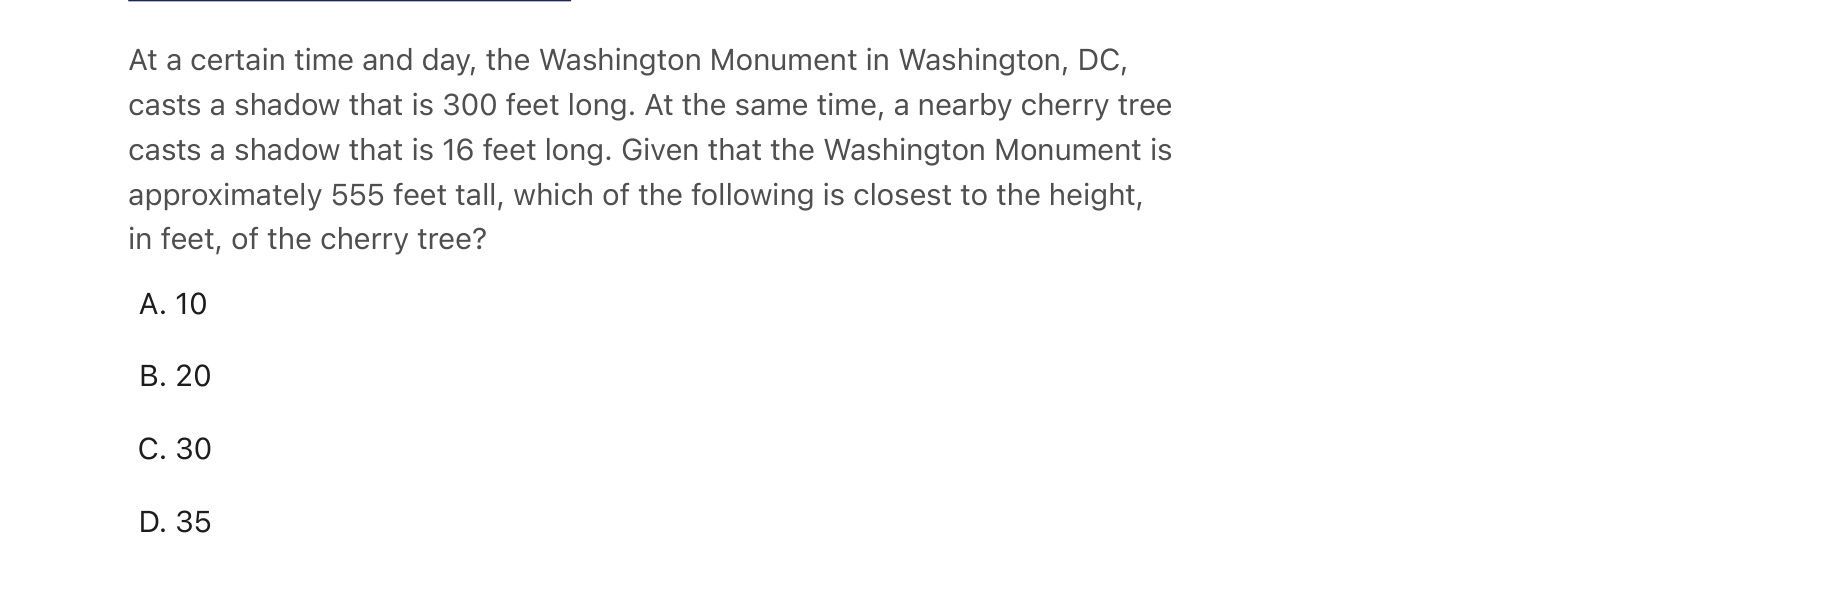 At a certain time and day, the Washington Monument in Washington, DC,
casts a shadow that is 300 feet long. At the same time, a nearby cherry tree
casts a shadow that is 16 feet long. Given that the Washington Monument is
approximately 555 feet tall, which of the following is closest to the height,
in feet, of the cherry tree?
A. 10
B. 20
C. 30
D. 35